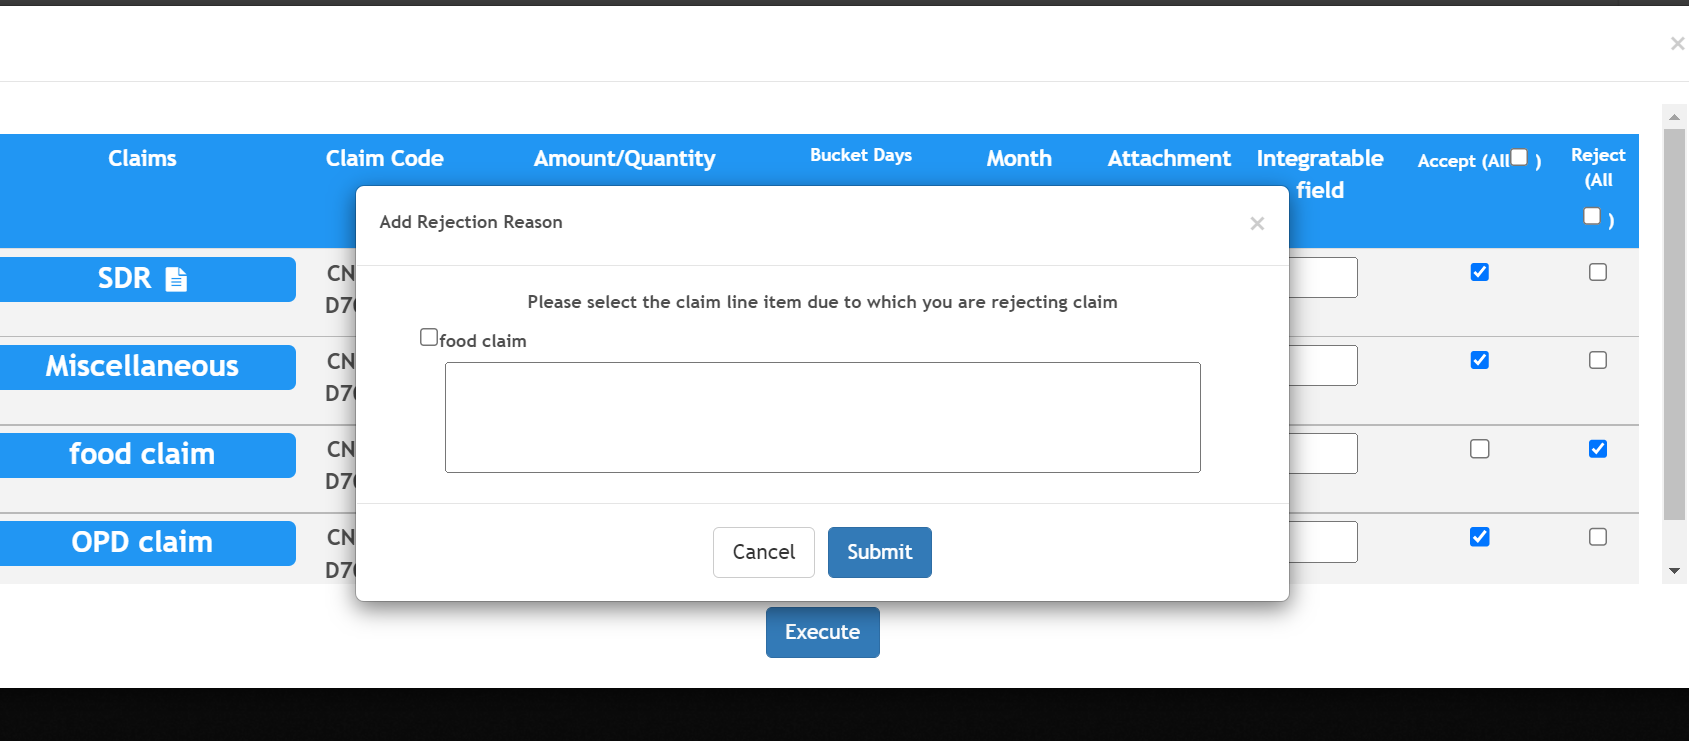 ×
Claims Claim Code Amount/Quantity Bucket Days Month Attachment Integratable field Accept (All ) Reject (All )
Add Rejection Reason ×
Please select the claim line item due to which you are rejecting claim
food claim
Cancel Submit
SDR CN
D7
Miscellaneous CN
D7
food claim CN
D7
OPD claim CN
D7
Execute